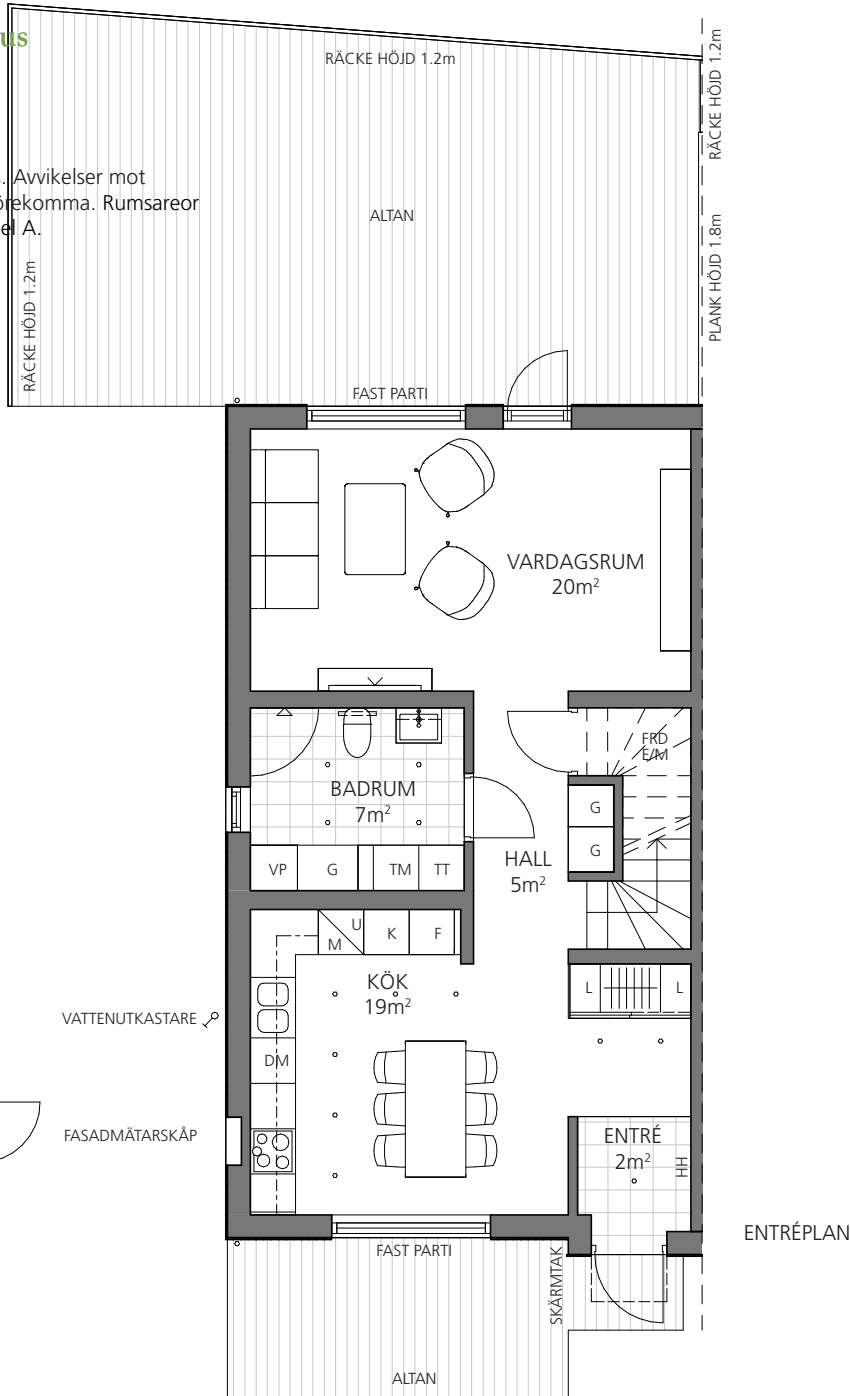 us
RÄCKE HÖJD 1.2m
RÄCKE HÖJD 1.2m
. Avvikelser mot
örekomma. Rumsareor
el A.
ALTAN
PLANK HÖJD 1.8m
RÄCKE HÖJD 1.2m
FAST PARTI
VARDAGSRUM
20m²
FRD
E/M
BADRUM
7m²
G
G
HALL
5m²
VP
G
TM
TT
U
M
K
F
KÖK
19m²
L
L
VATTENUTKASTARE
DM
FASADMÄTARSKÅP
ENTRÉ
2m²
HH
ENTRÉPLAN
FAST PARTI
SKÄRMTAK
ALTAN